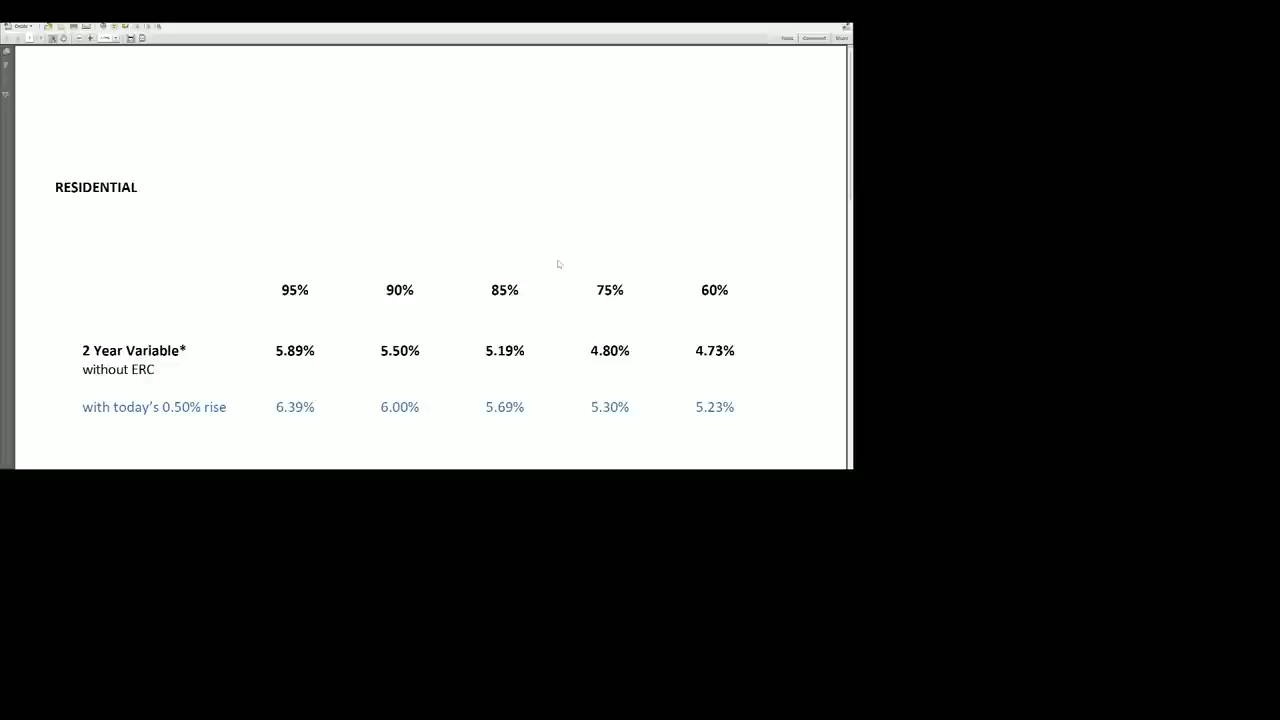 RESIDENTIAL
95% 90% 85% 75% 60%
2 Year Variable* 5.89% 5.50% 5.19% 4.80% 4.73%
without ERC
with today’s 0.50% rise 6.39% 6.00% 5.69% 5.30% 5.23%